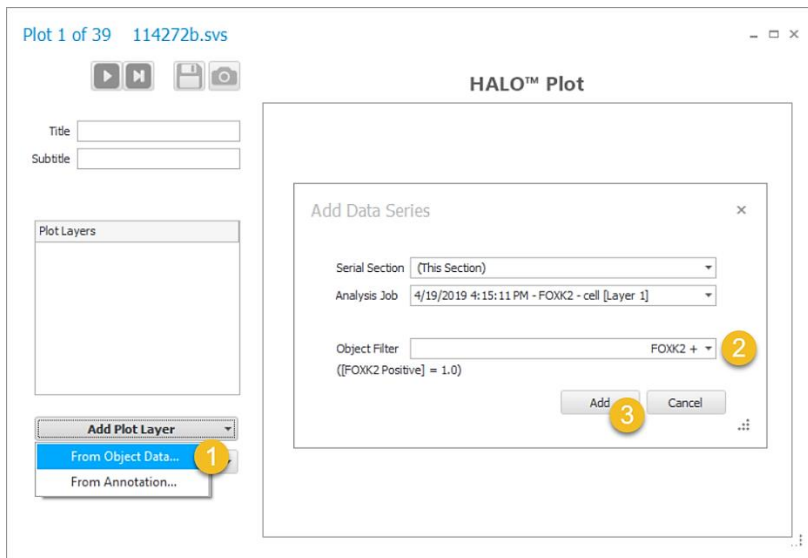 Plot 1 of 39 114272b.svs
HALO™ Plot
Title
Subtitle
Plot Layers
Add Data Series
Serial Section (This Section)
Analysis Job 4/19/2019 4:15:11 PM - FOXK2 - cell [Layer 1]
Object Filter FOXK2 + 2
([FOXK2 Positive] = 1.0)
Add Cancel
3
Add Plot Layer
From Object Data... 1
From Annotation...